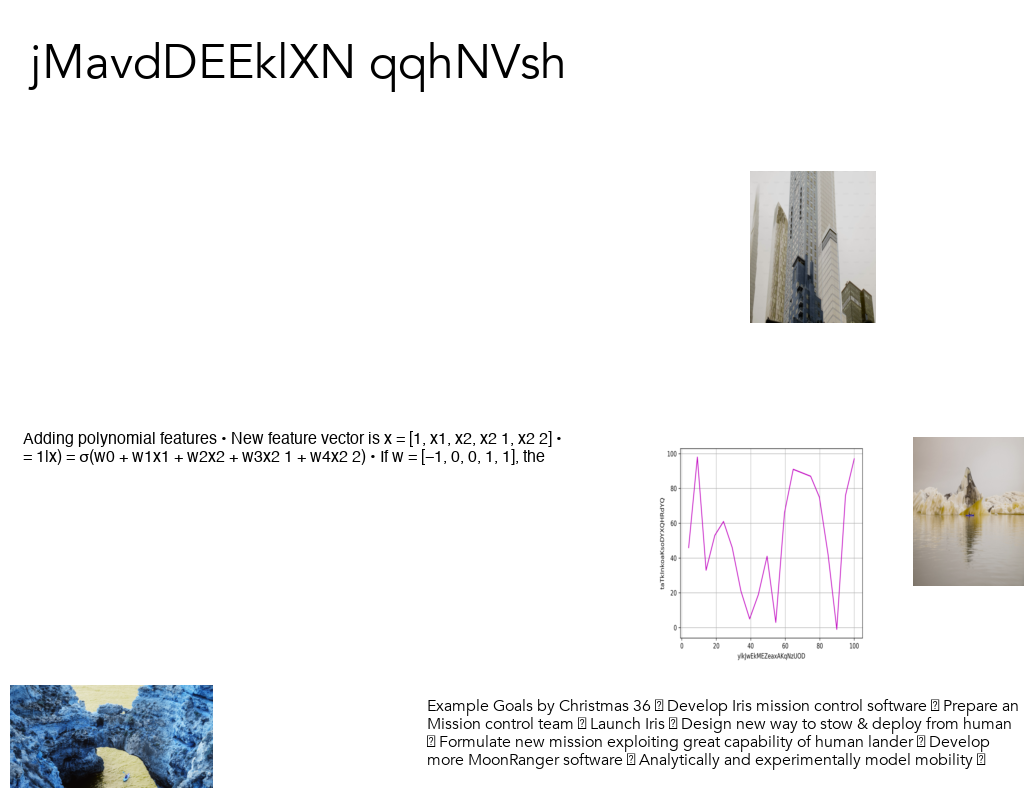 jMavdDEEklXN qqhNVsh
Adding polynomial features • New feature vector is x = [1, x1, x2, x2 1, x2 2] •
= 1|x) = σ(w0 + w1x1 + w2x2 + w3x2 1 + w4x2 2) • If w = [–1, 0, 0, 1, 1], the
100
80
60
40
20
0
0 20 40 60 80 100
Example Goals by Christmas 36 Develop Iris mission control software Prepare an
Mission control team Launch Iris Design new way to stow & deploy from human
Formulate new mission exploiting great capability of human lander Develop
more MoonRanger software Analytically and experimentally model mobility